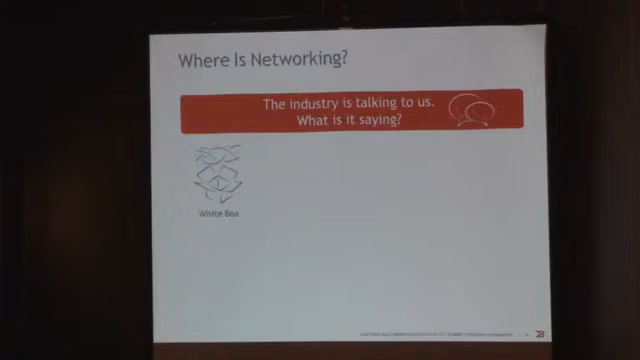 Where Is Networking?
The industry is talking to us.
What is it saying?
White Box